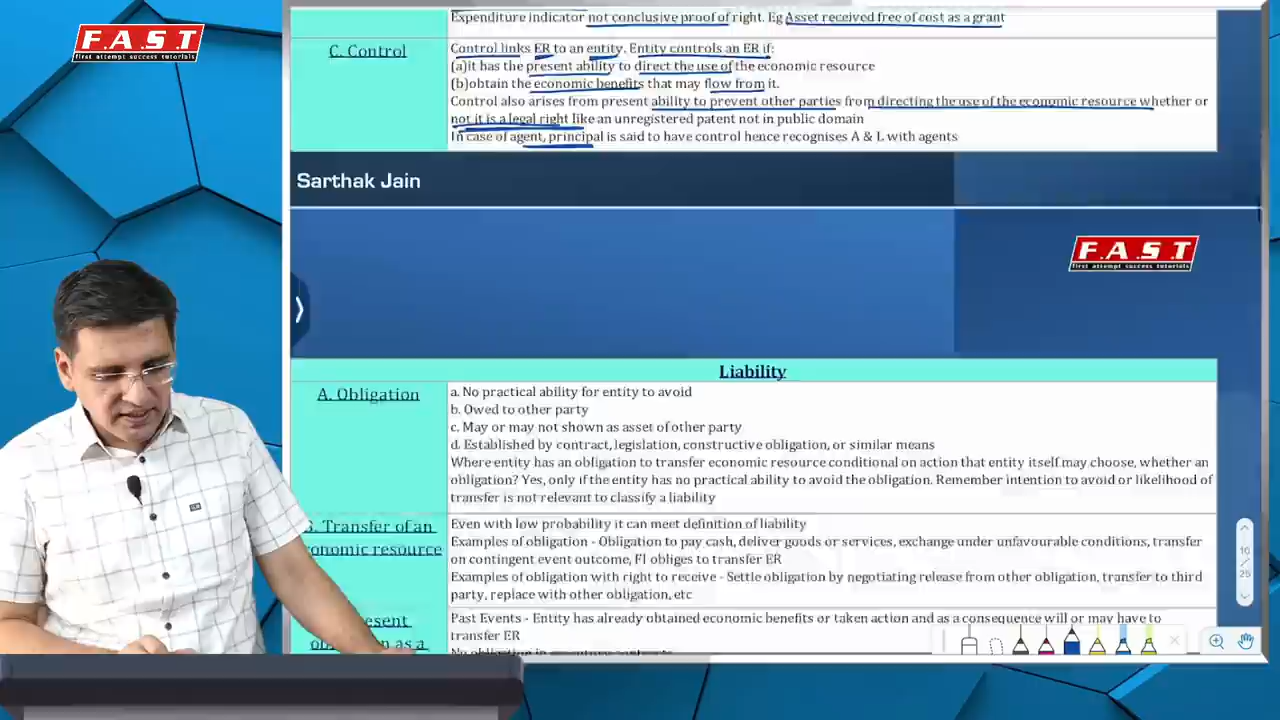 F.A.S.T
first attempt success tutorials
Expenditure indicator not conclusive proof of right. Eg Asset received free of cost as a grant
C. Control
Control links ER to an entity. Entity controls an ER if:
(a)it has the present ability to direct the use of the economic resource
(b)obtain the economic benefits that may flow from it.
Control also arises from present ability to prevent other parties from directing the use of the economic resource whether or
not it is a legal right like an unregistered patent not in public domain
In case of agent, principal is said to have control hence recognises A & L with agents
Sarthak Jain
F.A.S.T
first attempt success tutorials
Liability
A. Obligation
a. No practical ability for entity to avoid
b. Owed to other party
c. May or may not shown as asset of other party
d. Established by contract, legislation, constructive obligation, or similar means
Where entity has an obligation to transfer economic resource conditional on action that entity itself may choose, whether an
obligation? Yes, only if the entity has no practical ability to avoid the obligation. Remember intention to avoid or likelihood of
transfer is not relevant to classify a liability
. Transfer of an
onomic resource
Even with low probability it can meet definition of liability
Examples of obligation - Obligation to pay cash, deliver goods or services, exchange under unfavourable conditions, transfer
on contingent event outcome, FI obliges to transfer ER
Examples of obligation with right to receive - Settle obligation by negotiating release from other obligation, transfer to third
party, replace with other obligation, etc
esent
as a
Past Events - Entity has already obtained economic benefits or taken action and as a consequence will or may have to
transfer ER
No obligation in
16
/
25